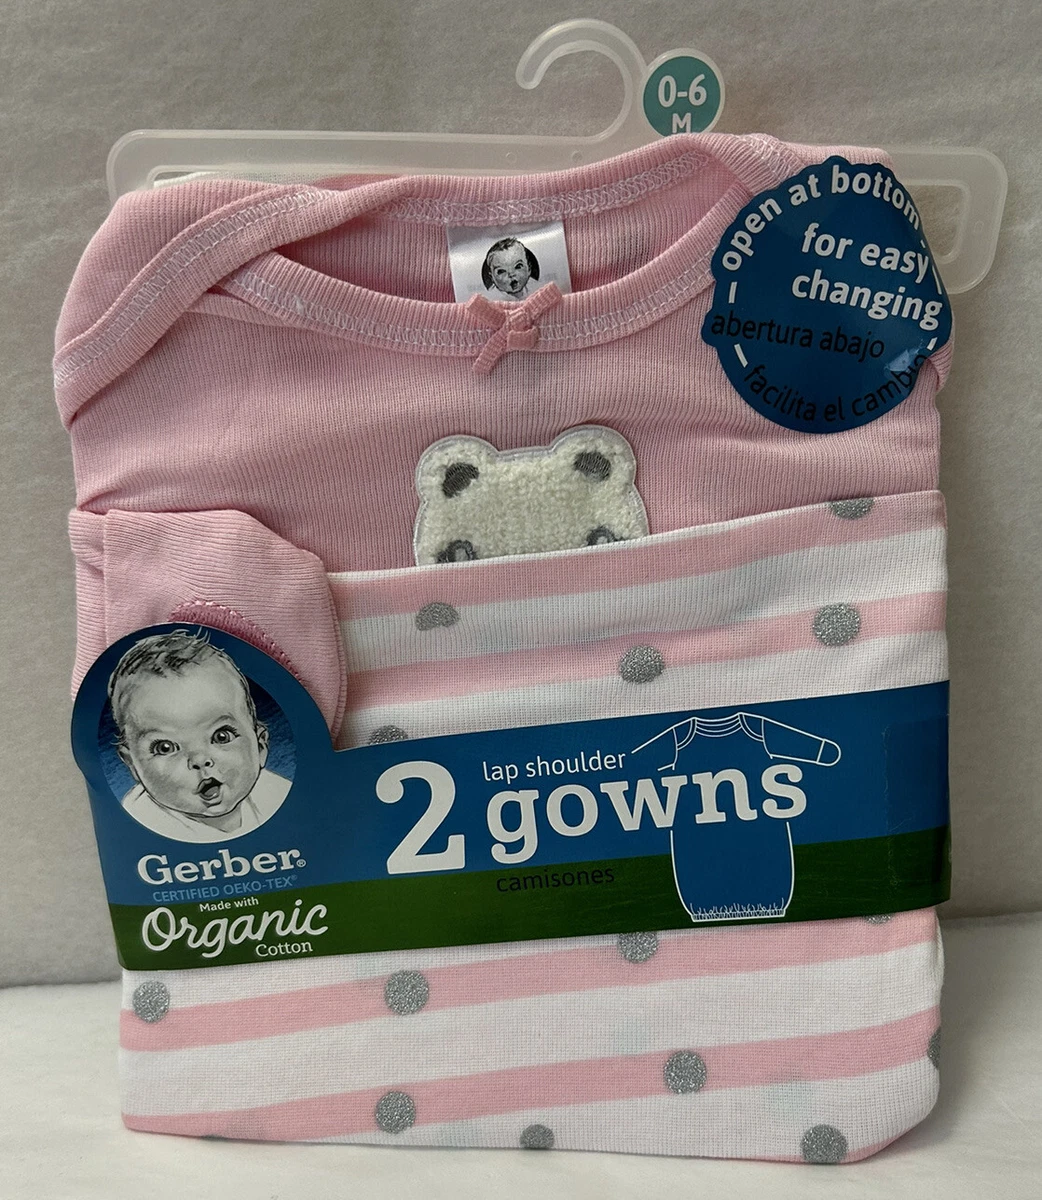 0-6
M
open at bottom
for easy
changing
abertura abajo
facilita el cambio
2 lap shoulder
gowns
camisones
Gerber®
CERTIFIED OEKO-TEX®
Made with
Organic
Cotton